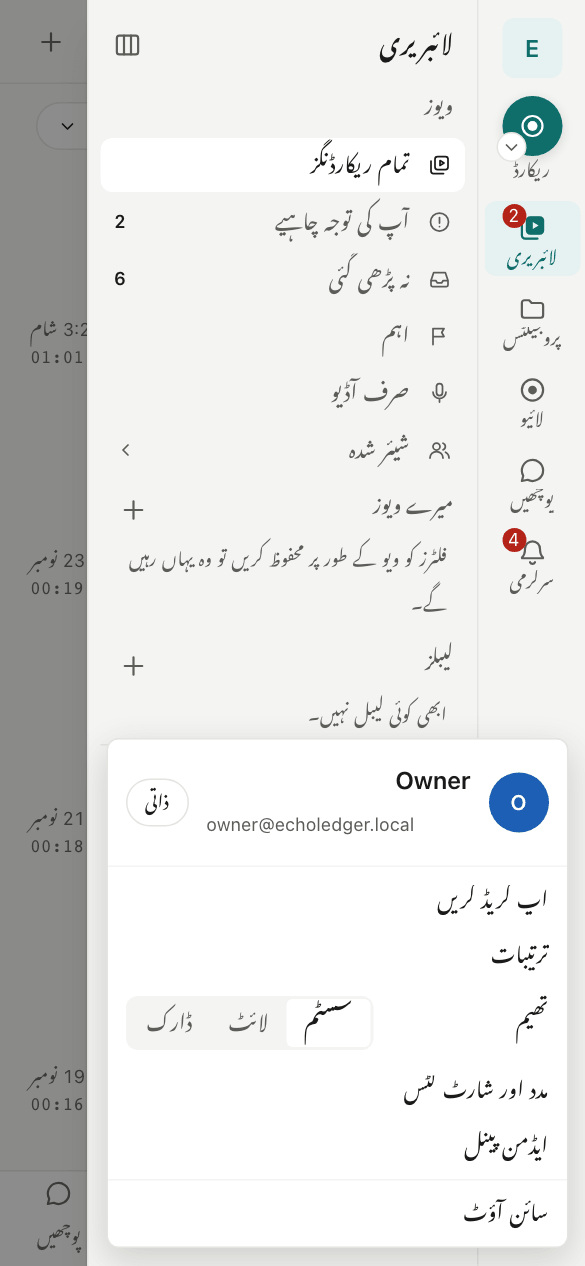 E
ریکارڈ
2
لائبریری
پروجیکٹس
لائیو
پوچھیں
4
سرگرمی
لائبریری
ویوز
تمام ریکارڈنگز
آپ کی توجہ چاہیے 2
نہ پڑھی گئی 6
اہم
صرف آڈیو
شیئر شدہ
میرے ویوز
فلٹرز کو ویو کے طور پر محفوظ کریں تو وہ یہاں رہیں
گے۔
لیبلز
ابھی کوئی لیبل نہیں۔
O
Owner
owner@echoledger.local
ذاتی
اپ گریڈ کریں
ترتیبات
تھیم
سسٹم
لائٹ
ڈارک
مدد اور شارٹ کٹس
ایڈمن پینل
سائن آؤٹ
شام
01:01
23 نومبر
00:19
21 نومبر
00:18
19 نومبر
00:16
پوچھیں